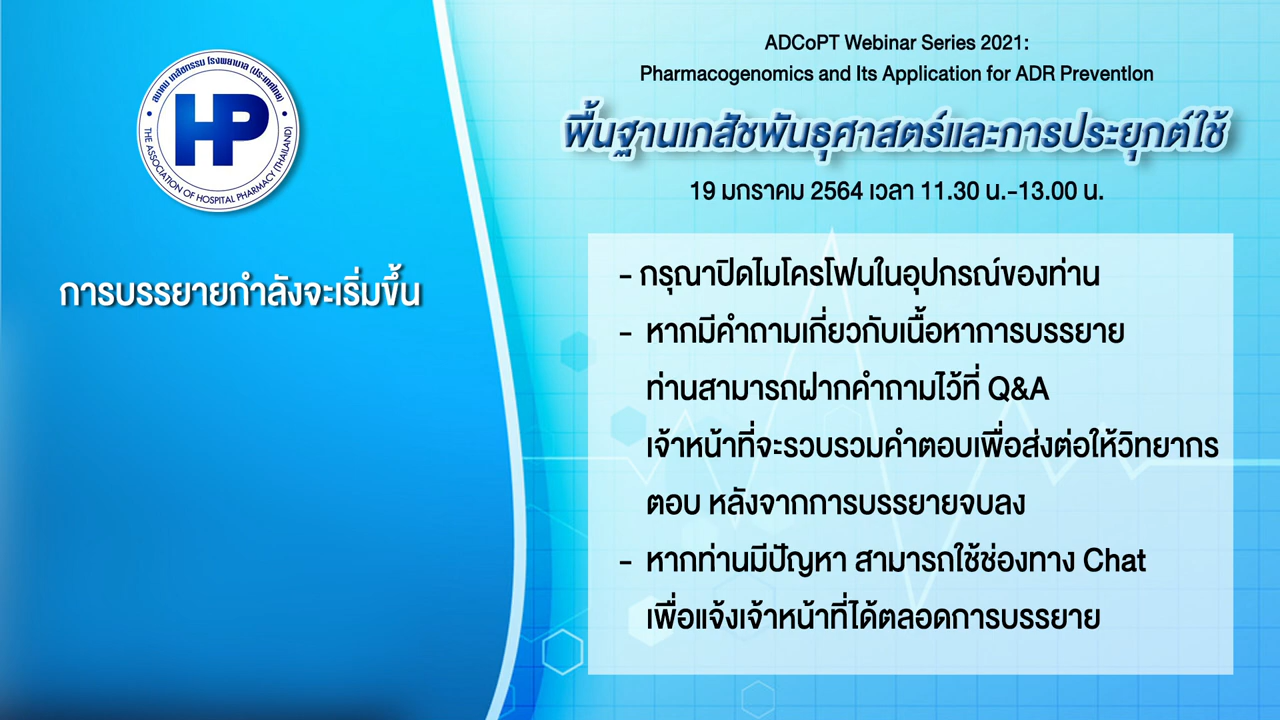 สมาคม เภสัชกรรม โรงพยาบาล (ประเทศไทย)
HP
THE ASSOCIATION OF HOSPITAL PHARMACY (THAILAND)
การบรรยายกำลังจะเริ่มขึ้น
ADCoPT Webinar Series 2021:
Pharmacogenomics and Its Application for ADR PreventIon
พื้นฐานเภสัชพันธุศาสตร์และการประยุกต์ใช้
19 มกราคม 2564 เวลา 11.30 น.-13.00 น.
- กรุณาปิดไมโครโฟนในอุปกรณ์ของท่าน
- หากมีคำถามเกี่ยวกับเนื้อหาการบรรยาย
ท่านสามารถฝากคำถามไว้ที่ Q&A
เจ้าหน้าที่จะรวบรวมคำตอบเพื่อส่งต่อให้วิทยากร
ตอบ หลังจากการบรรยายจบลง
- หากท่านมีปัญหา สามารถใช้ช่องทาง Chat
เพื่อแจ้งเจ้าหน้าที่ได้ตลอดการบรรยาย